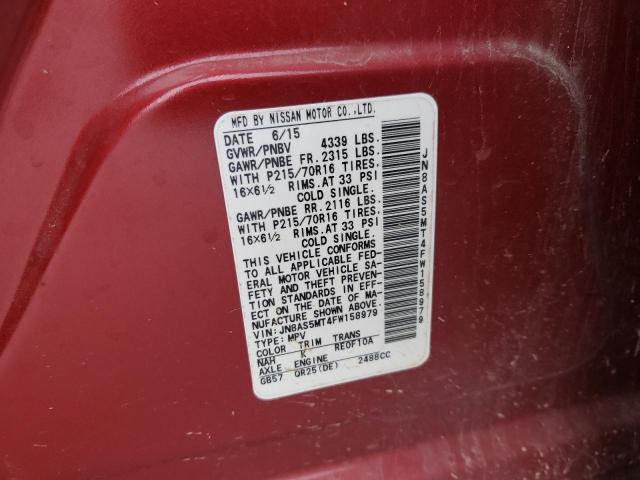 MFD BY NISSAN MOTOR CO.,LTD.
DATE 6/15
GVWR/PNBV 4339 LBS.
GAWR/PNBE FR. 2315 LBS.
WITH P215/70R16 TIRES.
16X6½ RIMS. AT 33 PSI
COLD SINGLE.
GAWR/PNBE RR. 2116 LBS.
WITH P215/70R16 TIRES.
16X6½ RIMS. AT 33 PSI
COLD SINGLE.
THIS VEHICLE CONFORMS
TO ALL APPLICABLE FED-
ERAL MOTOR VEHICLE SA-
FETY AND THEFT PREVEN-
TION STANDARDS IN EFF-
ECT ON THE DATE OF MA-
NUFACTURE SHOWN ABOVE.
VIN:JN8AS5MT4FW158979
TYPE:MPV
COLOR TRIM TRANS
NAH K RE0F10A
AXLE ENGINE
GB57 QR25(DE) 2488CC
JN8AS5MT4FW158979